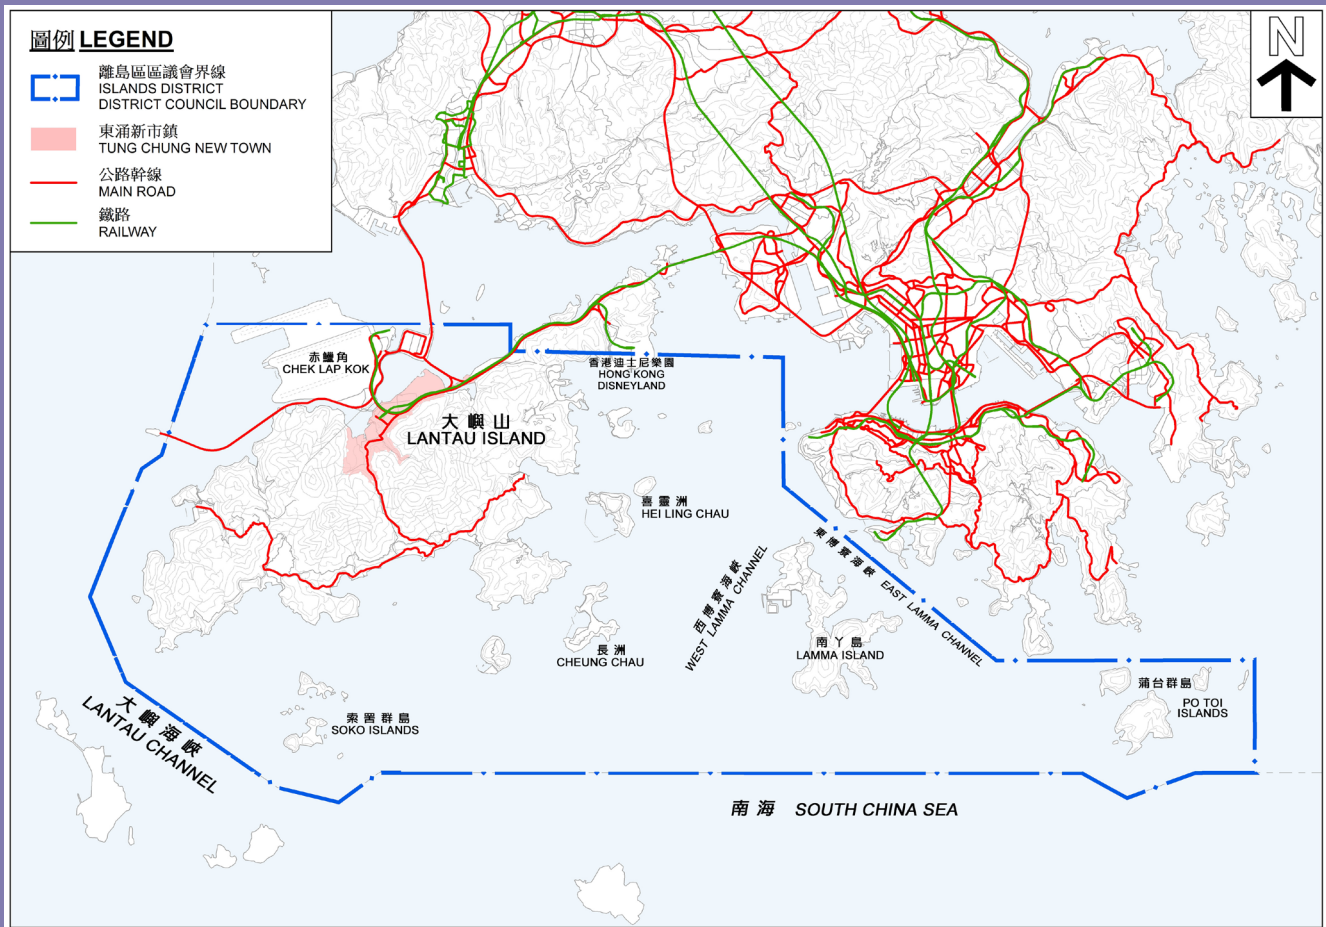 圖例 LEGEND
離島區區議會界線
ISLANDS DISTRICT
DISTRICT COUNCIL BOUNDARY
東涌新市鎮
TUNG CHUNG NEW TOWN
公路幹線
MAIN ROAD
鐵路
RAILWAY
N
赤鱲角
CHEK LAP KOK
香港迪士尼樂園
HONG KONG
DISNEYLAND
大嶼山
LANTAU ISLAND
喜靈洲
HEI LING CHAU
西博寮海峽
WEST LAMMA CHANNEL
東博寮海峽 EAST LAMMA CHANNEL
長洲
CHEUNG CHAU
南丫島
LAMMA ISLAND
蒲台群島
PO TOI
ISLANDS
大嶼海峽
LANTAU CHANNEL
索罟群島
SOKO ISLANDS
南海 SOUTH CHINA SEA